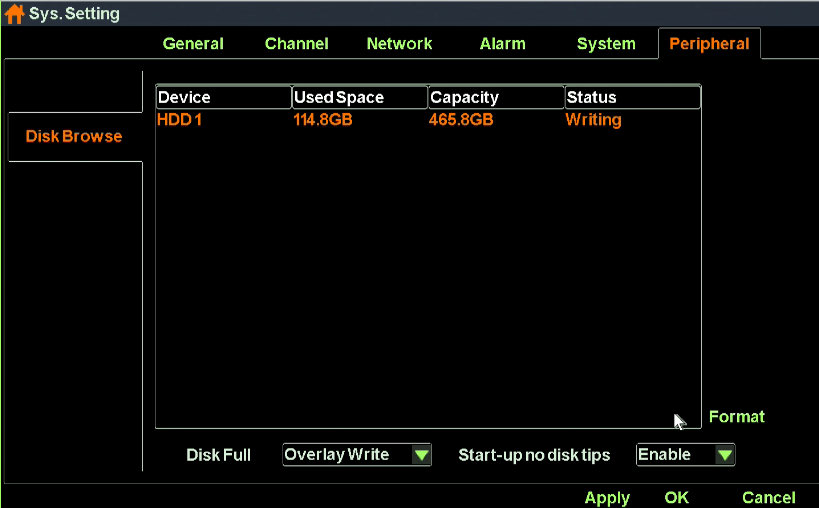 Sys. Setting
General Channel Network Alarm System Peripheral
Disk Browse
Device Used Space Capacity Status
HDD 1 114.8GB 465.8GB Writing
Format
Disk Full Overlay Write Start-up no disk tips Enable
Apply OK Cancel